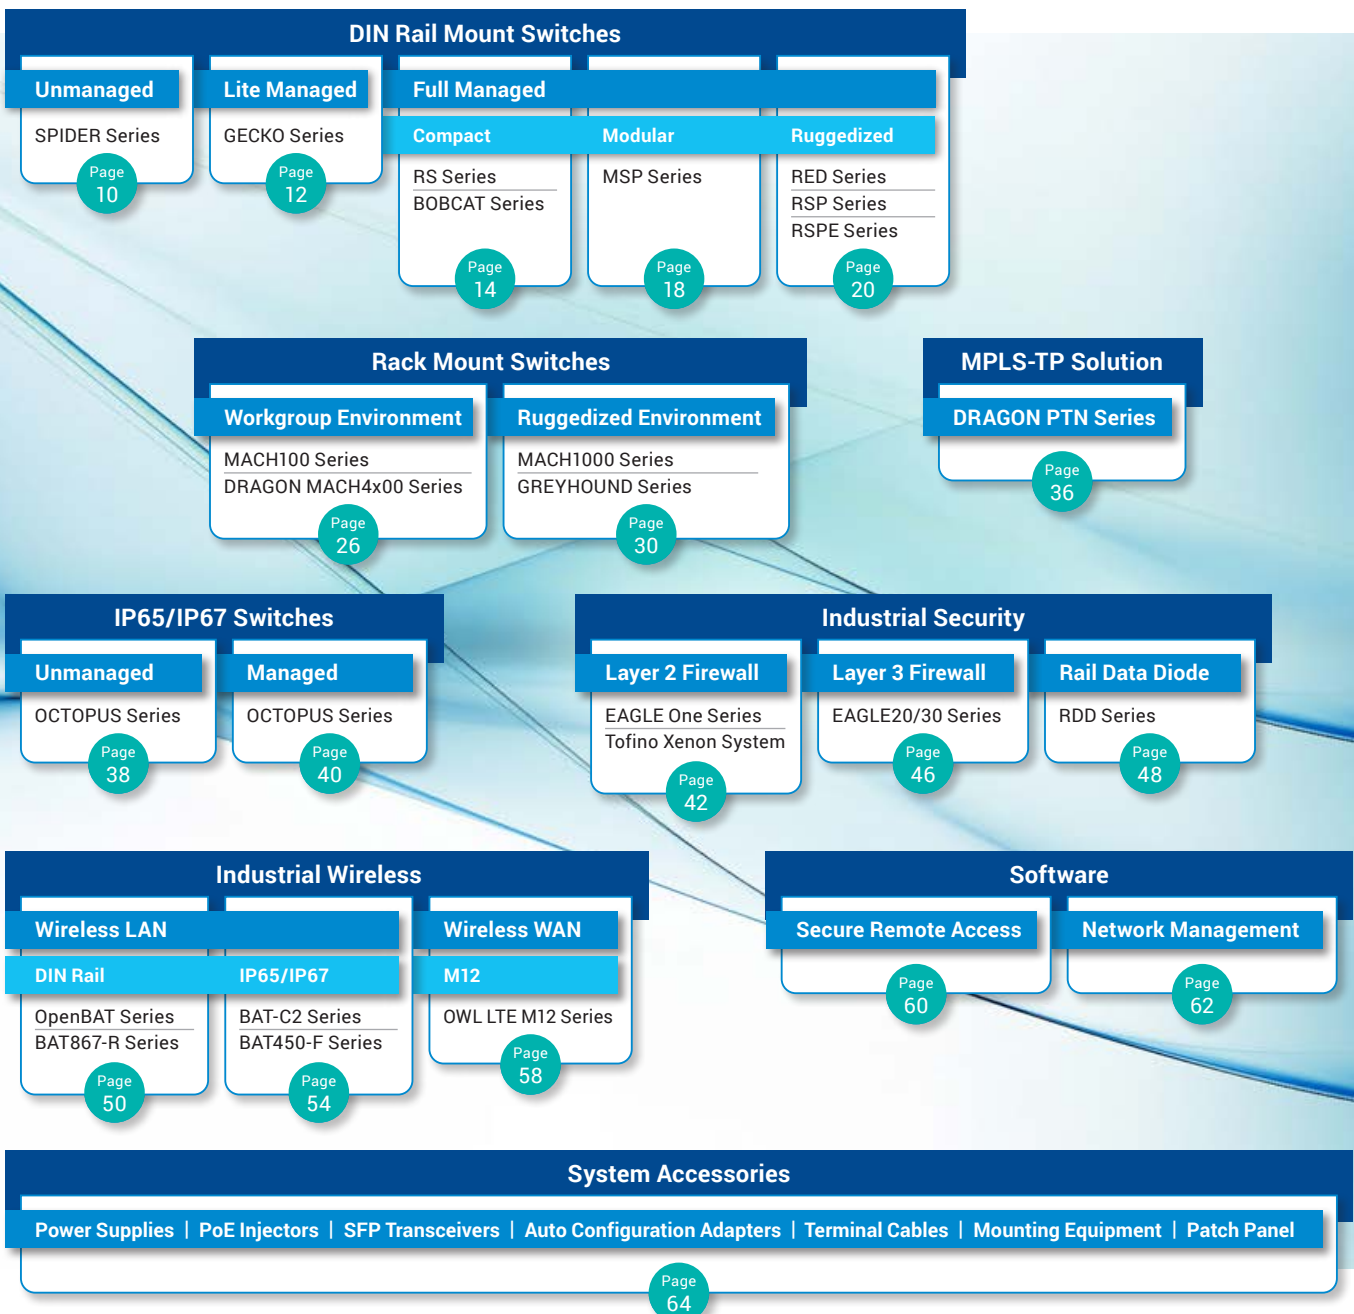 DIN Rail Mount Switches
Unmanaged
SPIDER Series
Page
10
Lite Managed
GECKO Series
Page
12
Full Managed
Compact
RS Series
BOBCAT Series
Page
14
Modular
MSP Series
Page
18
Ruggedized
RED Series
RSP Series
RSPE Series
Page
20
Rack Mount Switches
Workgroup Environment
MACH100 Series
DRAGON MACH4x00 Series
Page
26
Ruggedized Environment
MACH1000 Series
GREYHOUND Series
Page
30
MPLS-TP Solution
DRAGON PTN Series
Page
36
IP65/IP67 Switches
Unmanaged
OCTOPUS Series
Page
38
Managed
OCTOPUS Series
Page
40
Industrial Security
Layer 2 Firewall
EAGLE One Series
Tofino Xenon System
Page
42
Layer 3 Firewall
EAGLE20/30 Series
Page
46
Rail Data Diode
RDD Series
Page
48
Industrial Wireless
Wireless LAN
DIN Rail
OpenBAT Series
BAT867-R Series
Page
50
IP65/IP67
BAT-C2 Series
BAT450-F Series
Page
54
Wireless WAN
M12
OWL LTE M12 Series
Page
58
Software
Secure Remote Access
Page
60
Network Management
Page
62
System Accessories
Power Supplies | PoE Injectors | SFP Transceivers | Auto Configuration Adapters | Terminal Cables | Mounting Equipment | Patch Panel
Page
64